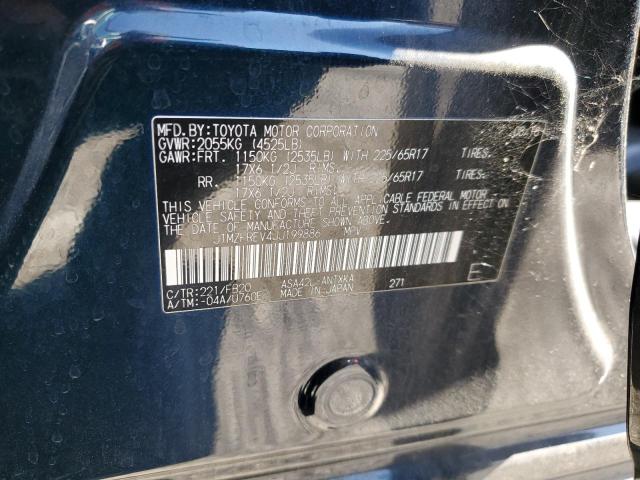 MFD.BY:TOYOTA MOTOR CORPORATION
GVWR:2055KG (4525LB)
GAWR:FRT. 1150KG (2535LB) WITH 225/65R17 TIRES,
17X6 1/2J RIMS.
RR. 1150KG (2535LB) WITH 225/65R17 TIRES,
17X6 1/2J RIMS.
THIS VEHICLE CONFORMS TO ALL APPLICABLE FEDERAL MOTOR
VEHICLE SAFETY AND THEFT PREVENTION STANDARDS IN
EFFECT ON THE DATE OF MANUFACTURE SHOWN ABOVE.
MPV
C/TR:221/FB20 ASA42L-ANTXKA
A/TM:-04A/U760E MADE IN JAPAN 271
E